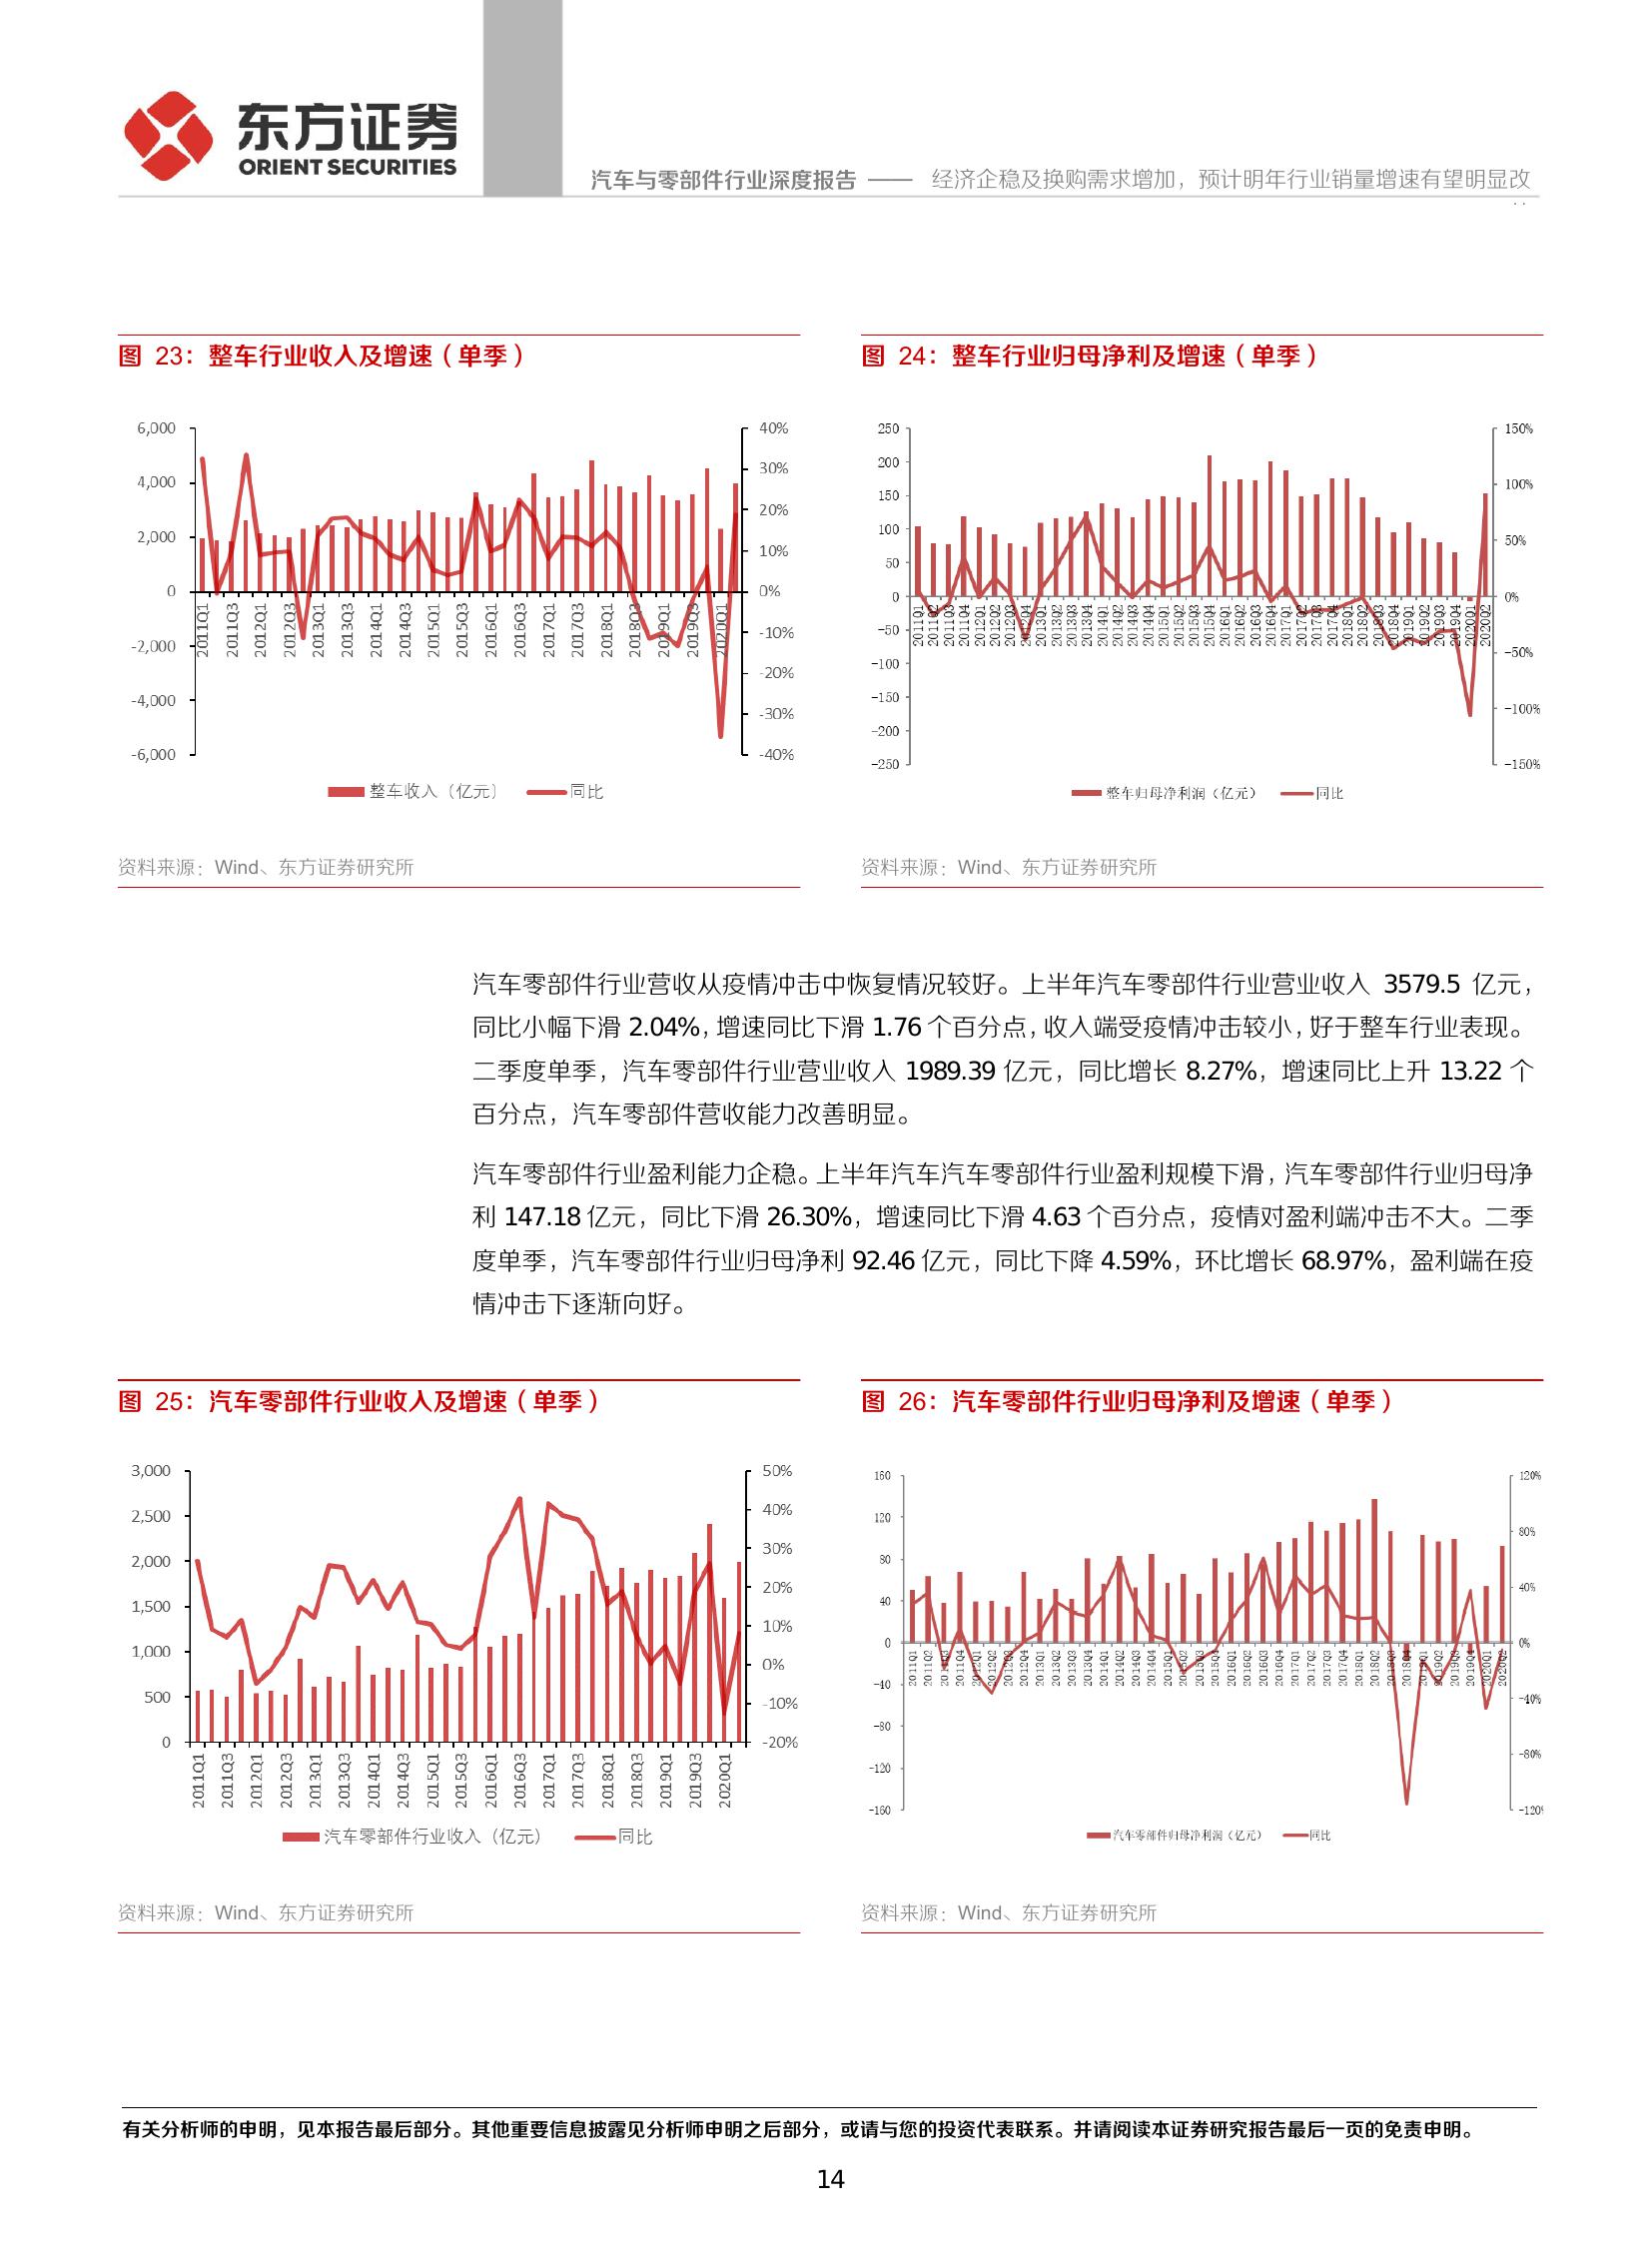 东方证券
ORIENT SECURITIES
汽车与零部件行业深度报告 —— 经济企稳及换购需求增加，预计明年行业销量增速有望明显改
图 23：整车行业收入及增速（单季）
6,000
4,000
2,000
0
-2,000
-4,000
-6,000
40%
30%
20%
10%
0%
-10%
-20%
-30%
-40%
2011Q1 2011Q3 2012Q1 2012Q3 2013Q1 2013Q3 2014Q1 2014Q3 2015Q1 2015Q3 2016Q1 2016Q3 2017Q1 2017Q3 2018Q1 2018Q3 2019Q1 2019Q3 2020Q1
整车收入（亿元） 同比
资料来源：Wind、东方证券研究所
图 24：整车行业归母净利及增速（单季）
250
200
150
100
50
0
-50
-100
-150
-200
-250
150%
100%
50%
0%
-50%
-100%
-150%
2011Q1 2011Q2 2011Q3 2011Q4 2012Q1 2012Q2 2012Q3 2012Q4 2013Q1 2013Q2 2013Q3 2013Q4 2014Q1 2014Q2 2014Q3 2014Q4 2015Q1 2015Q2 2015Q3 2015Q4 2016Q1 2016Q2 2016Q3 2016Q4 2017Q1 2017Q2 2017Q3 2017Q4 2018Q1 2018Q2 2018Q3 2018Q4 2019Q1 2019Q2 2019Q3 2019Q4 2020Q1 2020Q2
整车归母净利润（亿元） 同比
资料来源：Wind、东方证券研究所
汽车零部件行业营收从疫情冲击中恢复情况较好。上半年汽车零部件行业营业收入 3579.5 亿元，
同比小幅下滑 2.04%，增速同比下滑 1.76 个百分点，收入端受疫情冲击较小，好于整车行业表现。
二季度单季，汽车零部件行业营业收入 1989.39 亿元，同比增长 8.27%，增速同比上升 13.22 个
百分点，汽车零部件营收能力改善明显。
汽车零部件行业盈利能力企稳。上半年汽车汽车零部件行业盈利规模下滑，汽车零部件行业归母净
利 147.18 亿元，同比下滑 26.30%，增速同比下滑 4.63 个百分点，疫情对盈利端冲击不大。二季
度单季，汽车零部件行业归母净利 92.46 亿元，同比下降 4.59%，环比增长 68.97%，盈利端在疫
情冲击下逐渐向好。
图 25：汽车零部件行业收入及增速（单季）
3,000
2,500
2,000
1,500
1,000
500
0
50%
40%
30%
20%
10%
0%
-10%
-20%
2011Q1 2011Q3 2012Q1 2012Q3 2013Q1 2013Q3 2014Q1 2014Q3 2015Q1 2015Q3 2016Q1 2016Q3 2017Q1 2017Q3 2018Q1 2018Q3 2019Q1 2019Q3 2020Q1
汽车零部件行业收入（亿元） 同比
资料来源：Wind、东方证券研究所
图 26：汽车零部件行业归母净利及增速（单季）
160
120
80
40
0
-40
-80
-120
-160
120%
80%
40%
0%
-40%
-80%
-120%
2011Q1 2011Q2 2011Q3 2011Q4 2012Q1 2012Q2 2012Q3 2012Q4 2013Q1 2013Q2 2013Q3 2013Q4 2014Q1 2014Q2 2014Q3 2014Q4 2015Q1 2015Q2 2015Q3 2015Q4 2016Q1 2016Q2 2016Q3 2016Q4 2017Q1 2017Q2 2017Q3 2017Q4 2018Q1 2018Q2 2018Q3 2018Q4 2019Q1 2019Q2 2019Q3 2019Q4 2020Q1 2020Q2
汽车零部件归母净利润（亿元） 同比
资料来源：Wind、东方证券研究所
有关分析师的申明，见本报告最后部分。其他重要信息披露见分析师申明之后部分，或请与您的投资代表联系。并请阅读本证券研究报告最后一页的免责申明。
14